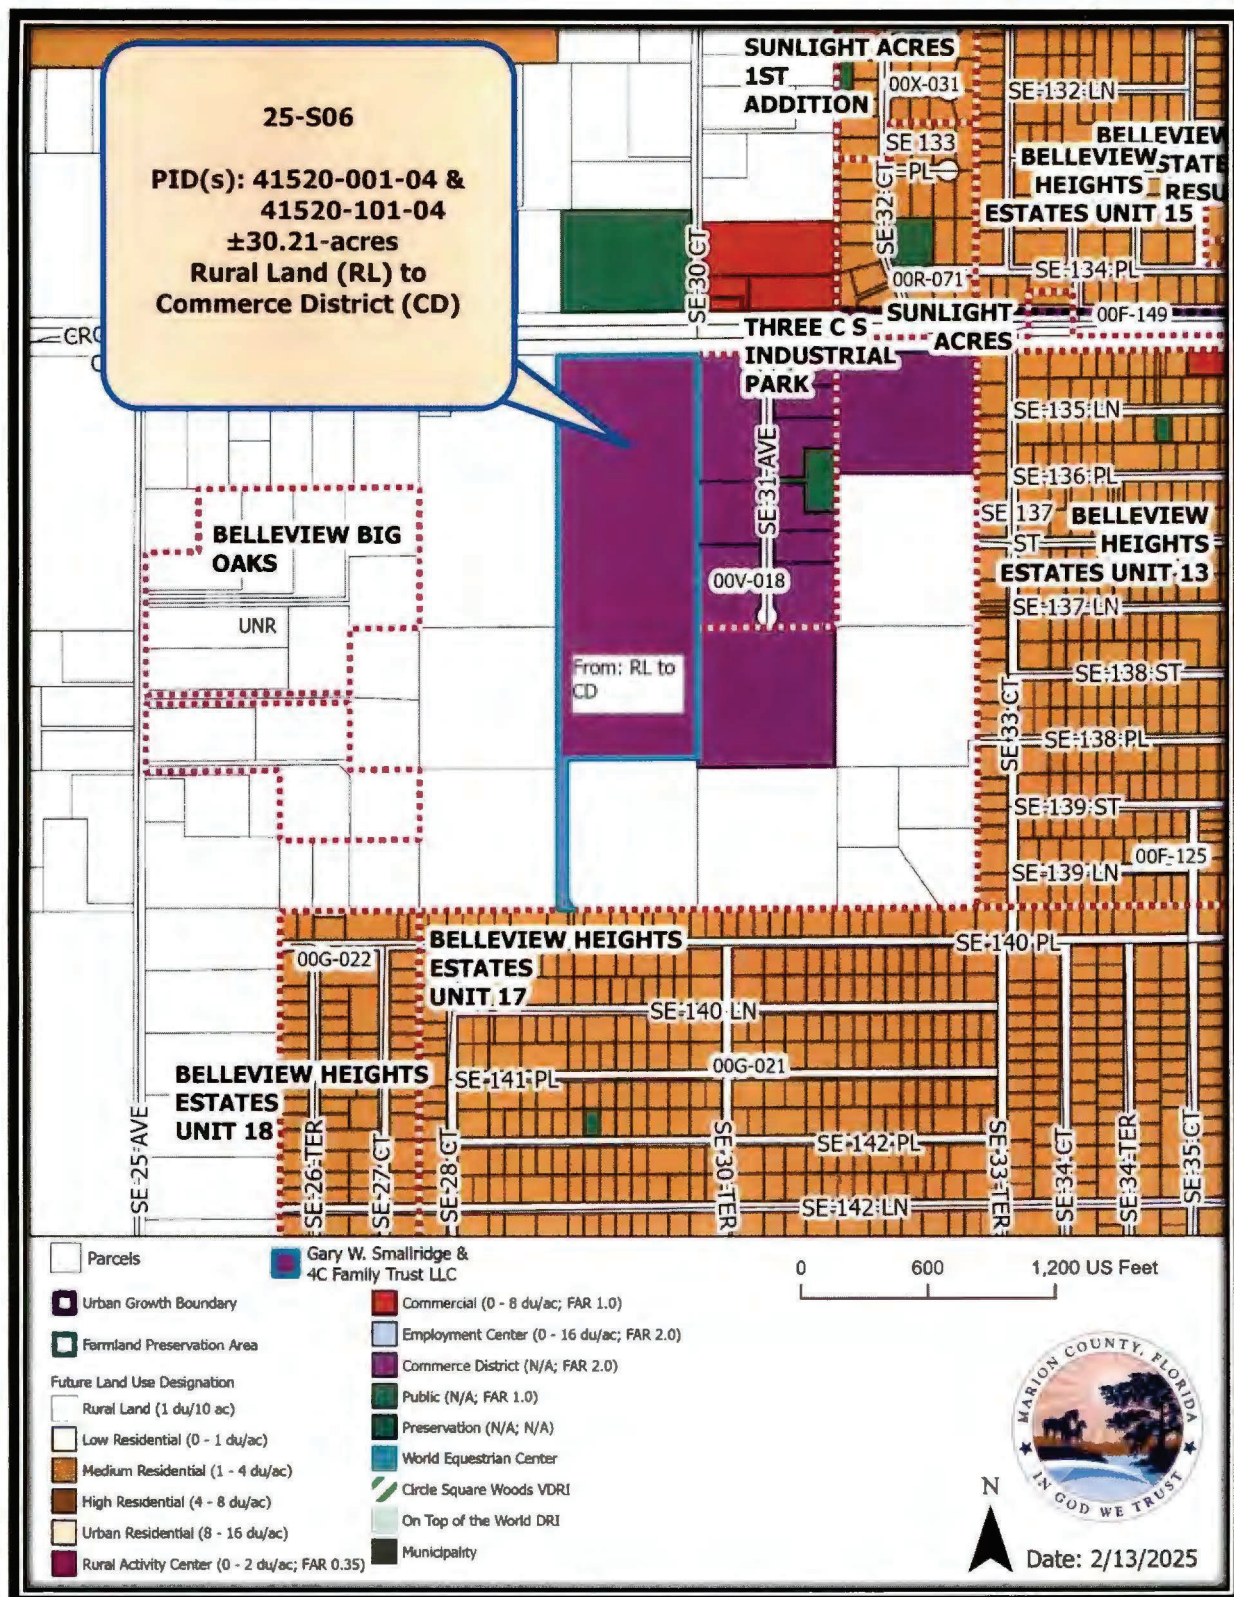 SUNLIGHT ACRES
1ST
ADDITION
00X-031
SE 132 LN
SE 133
PL
SE 32 CT
BELLEVIEW
BELLEVIEW
HEIGHTS
ESTATES UNIT 15
RESU
25-S06
PID(s): 41520-001-04 &
41520-101-04
±30.21-acres
Rural Land (RL) to
Commerce District (CD)
SE 30 CT
00R-071
SE 134 PL
CRO
THREE C S
INDUSTRIAL
PARK
SUNLIGHT
ACRES
00F-149
SE 135 LN
SE 31 AVE
SE 136 PL
BELLEVIEW BIG
OAKS
SE 137
ST
BELLEVIEW
HEIGHTS
ESTATES UNIT 13
00V-018
SE 137 LN
UNR
From: RL to
CD
SE 138 ST
SE 33 CT
SE 138 PL
SE 139 ST
00F-125
SE 139 LN
BELLEVIEW HEIGHTS
ESTATES
UNIT 17
SE 140 PL
00G-022
SE 140 LN
00G-021
SE 141 PL
BELLEVIEW HEIGHTS
ESTATES
UNIT 18
SE 142 PL
SE 142 LN
SE 25 AVE
SE 26 TER
SE 27 CT
SE 28 CT
SE 30 TER
SE 33 TER
SE 34 CT
SE 34 TER
SE 35 CT
Parcels
Gary W. Smallridge &
4C Family Trust LLC
Urban Growth Boundary
Farmland Preservation Area
Future Land Use Designation
Rural Land (1 du/10 ac)
Low Residential (0 - 1 du/ac)
Medium Residential (1 - 4 du/ac)
High Residential (4 - 8 du/ac)
Urban Residential (8 - 16 du/ac)
Rural Activity Center (0 - 2 du/ac; FAR 0.35)
Commercial (0 - 8 du/ac; FAR 1.0)
Employment Center (0 - 16 du/ac; FAR 2.0)
Commerce District (N/A; FAR 2.0)
Public (N/A; FAR 1.0)
Preservation (N/A; N/A)
World Equestrian Center
Circle Square Woods VDRI
On Top of the World DRI
Municipality
0 600 1,200 US Feet
MARION COUNTY, FLORIDA
IN GOD WE TRUST
N
Date: 2/13/2025